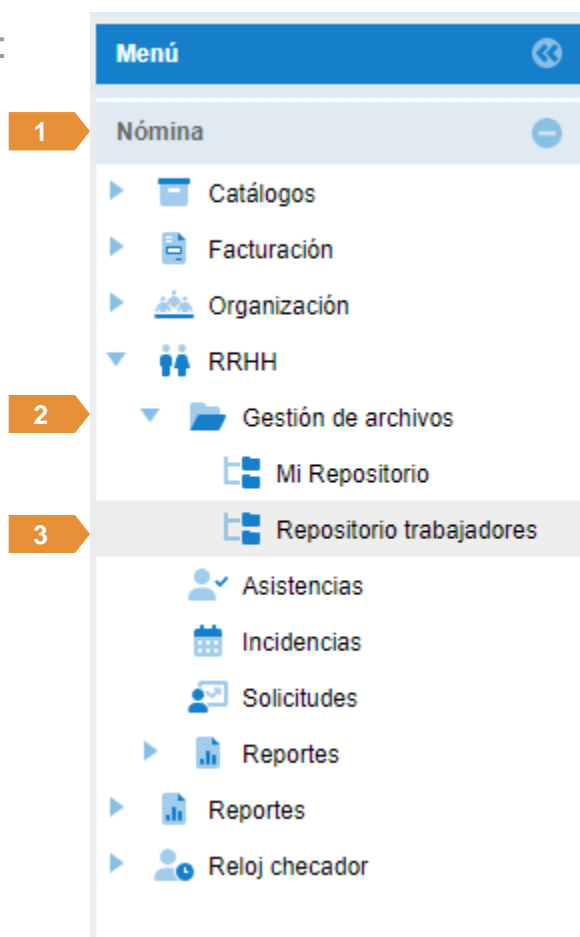 :
Menú
1 Nómina
Catálogos
Facturación
Organización
RRHH
2 Gestión de archivos
Mi Repositorio
3 Repositorio trabajadores
Asistencias
Incidencias
Solicitudes
Reportes
Reportes
Reloj checador